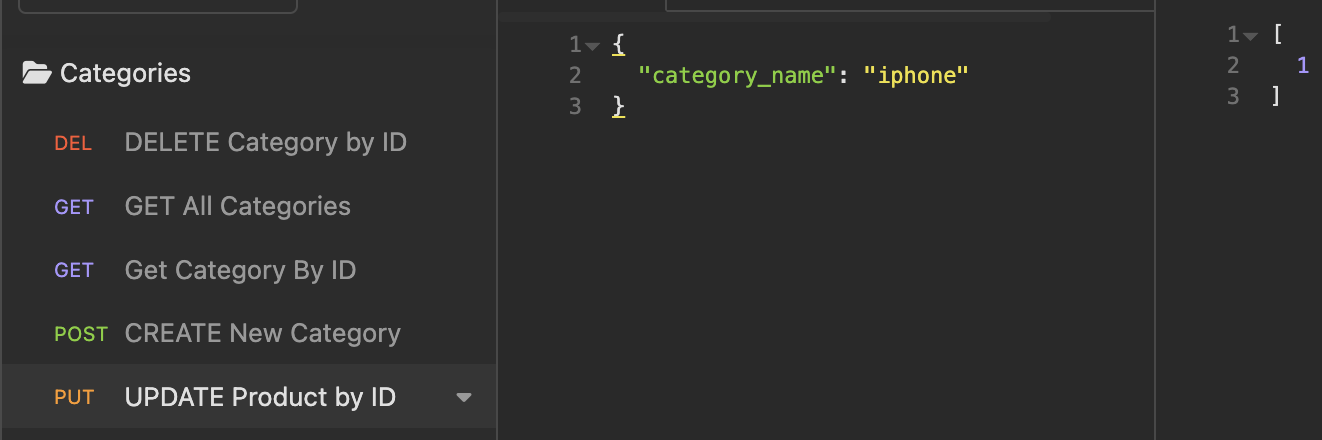 Categories
DEL DELETE Category by ID
GET GET All Categories
GET Get Category By ID
POST CREATE New Category
PUT UPDATE Product by ID
1 {
2 "category_name": "iphone"
3 }
1 [
2 1
3 ]